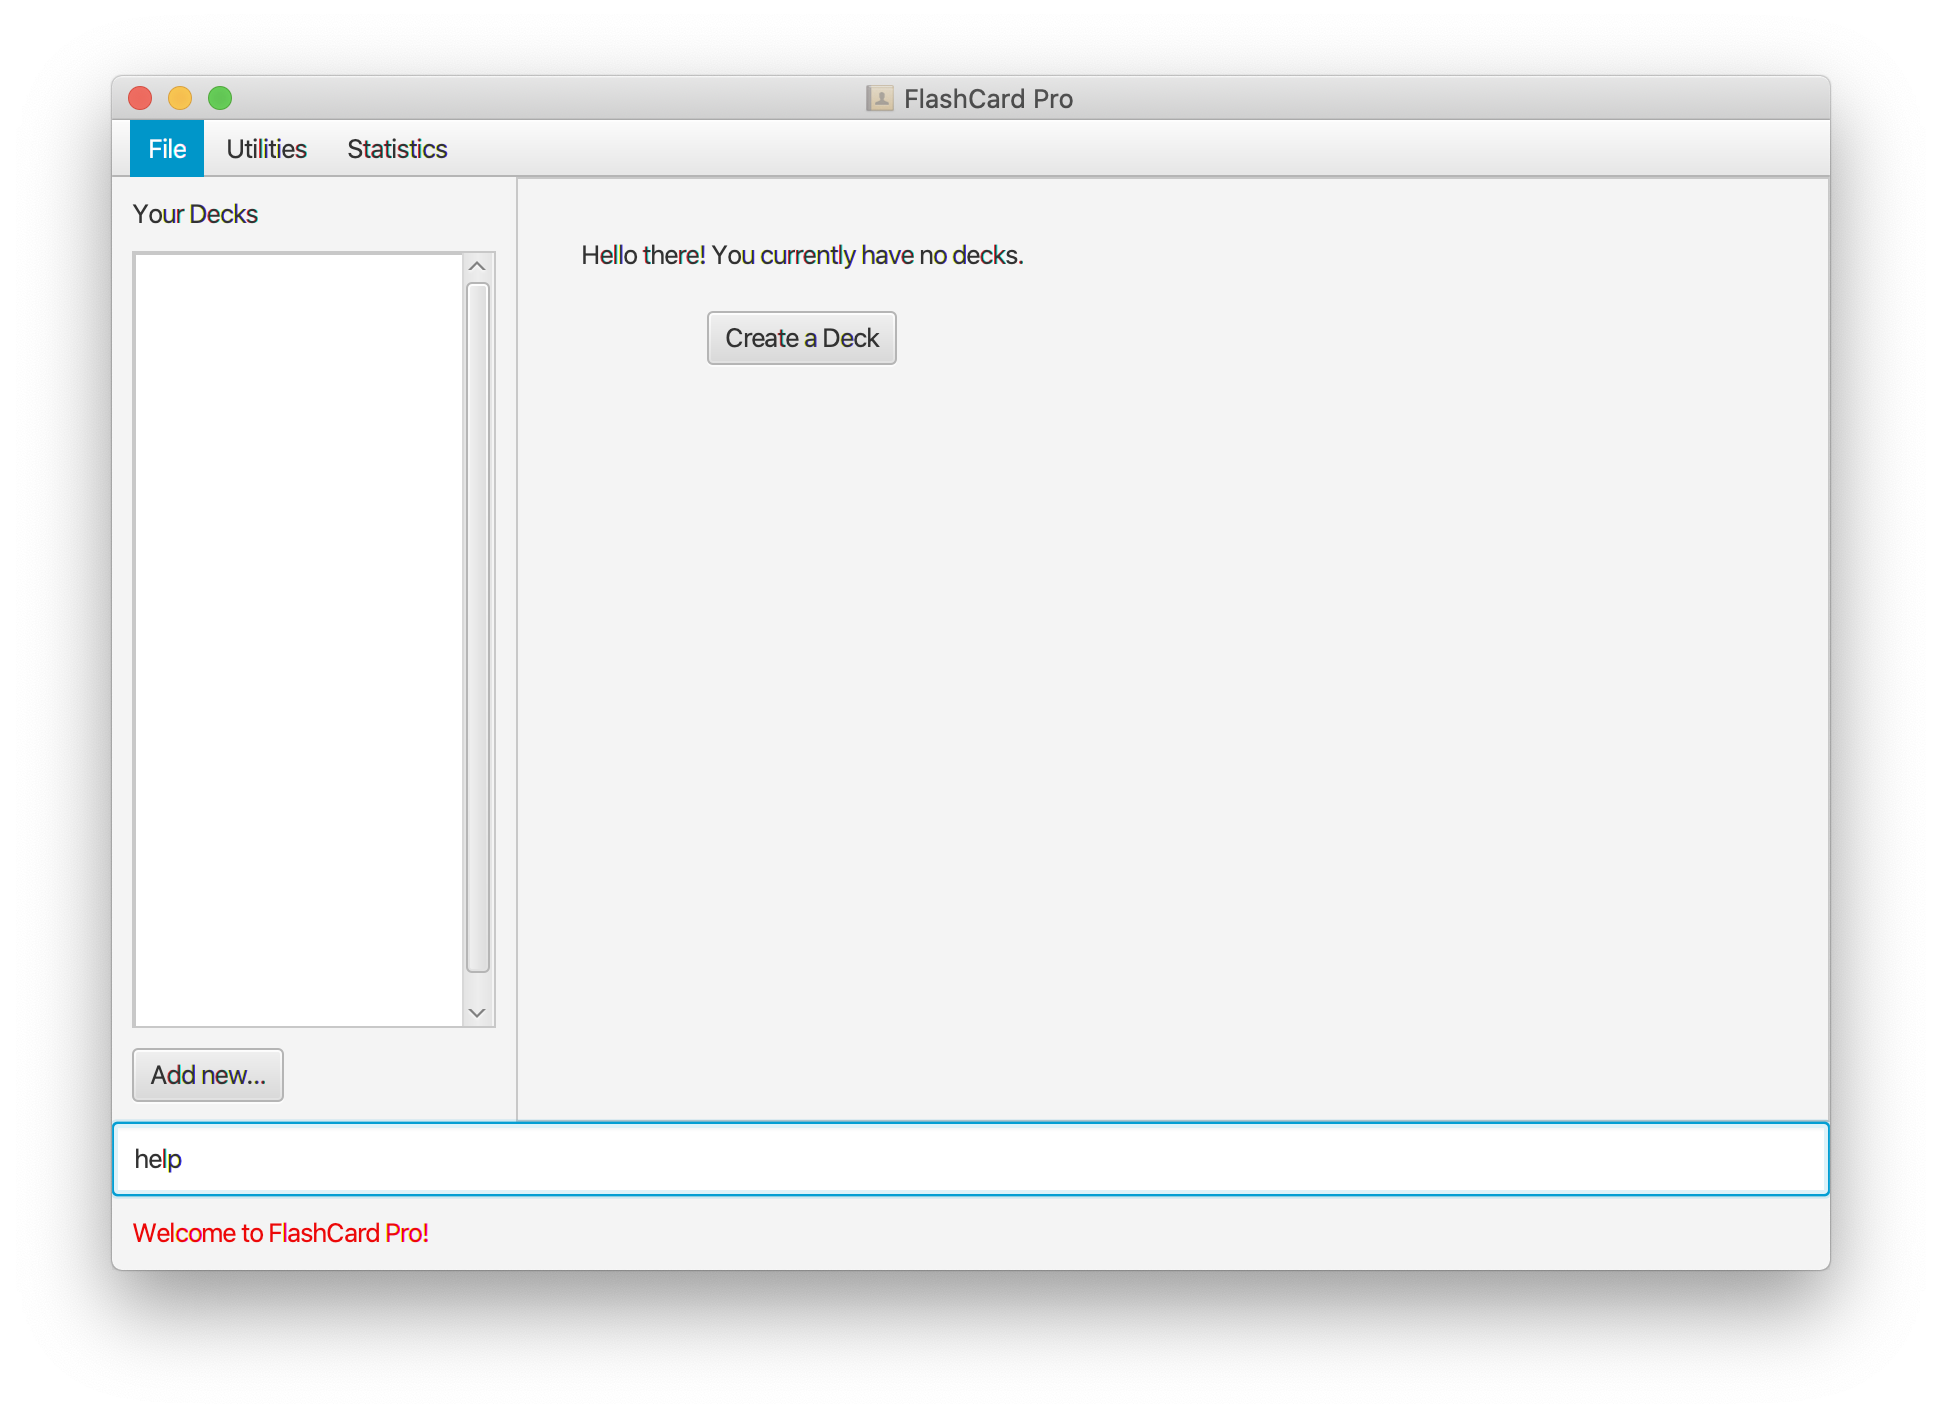 FlashCard Pro
File Utilities Statistics
Your Decks
Hello there! You currently have no decks.
Create a Deck
Add new...
help
Welcome to FlashCard Pro!